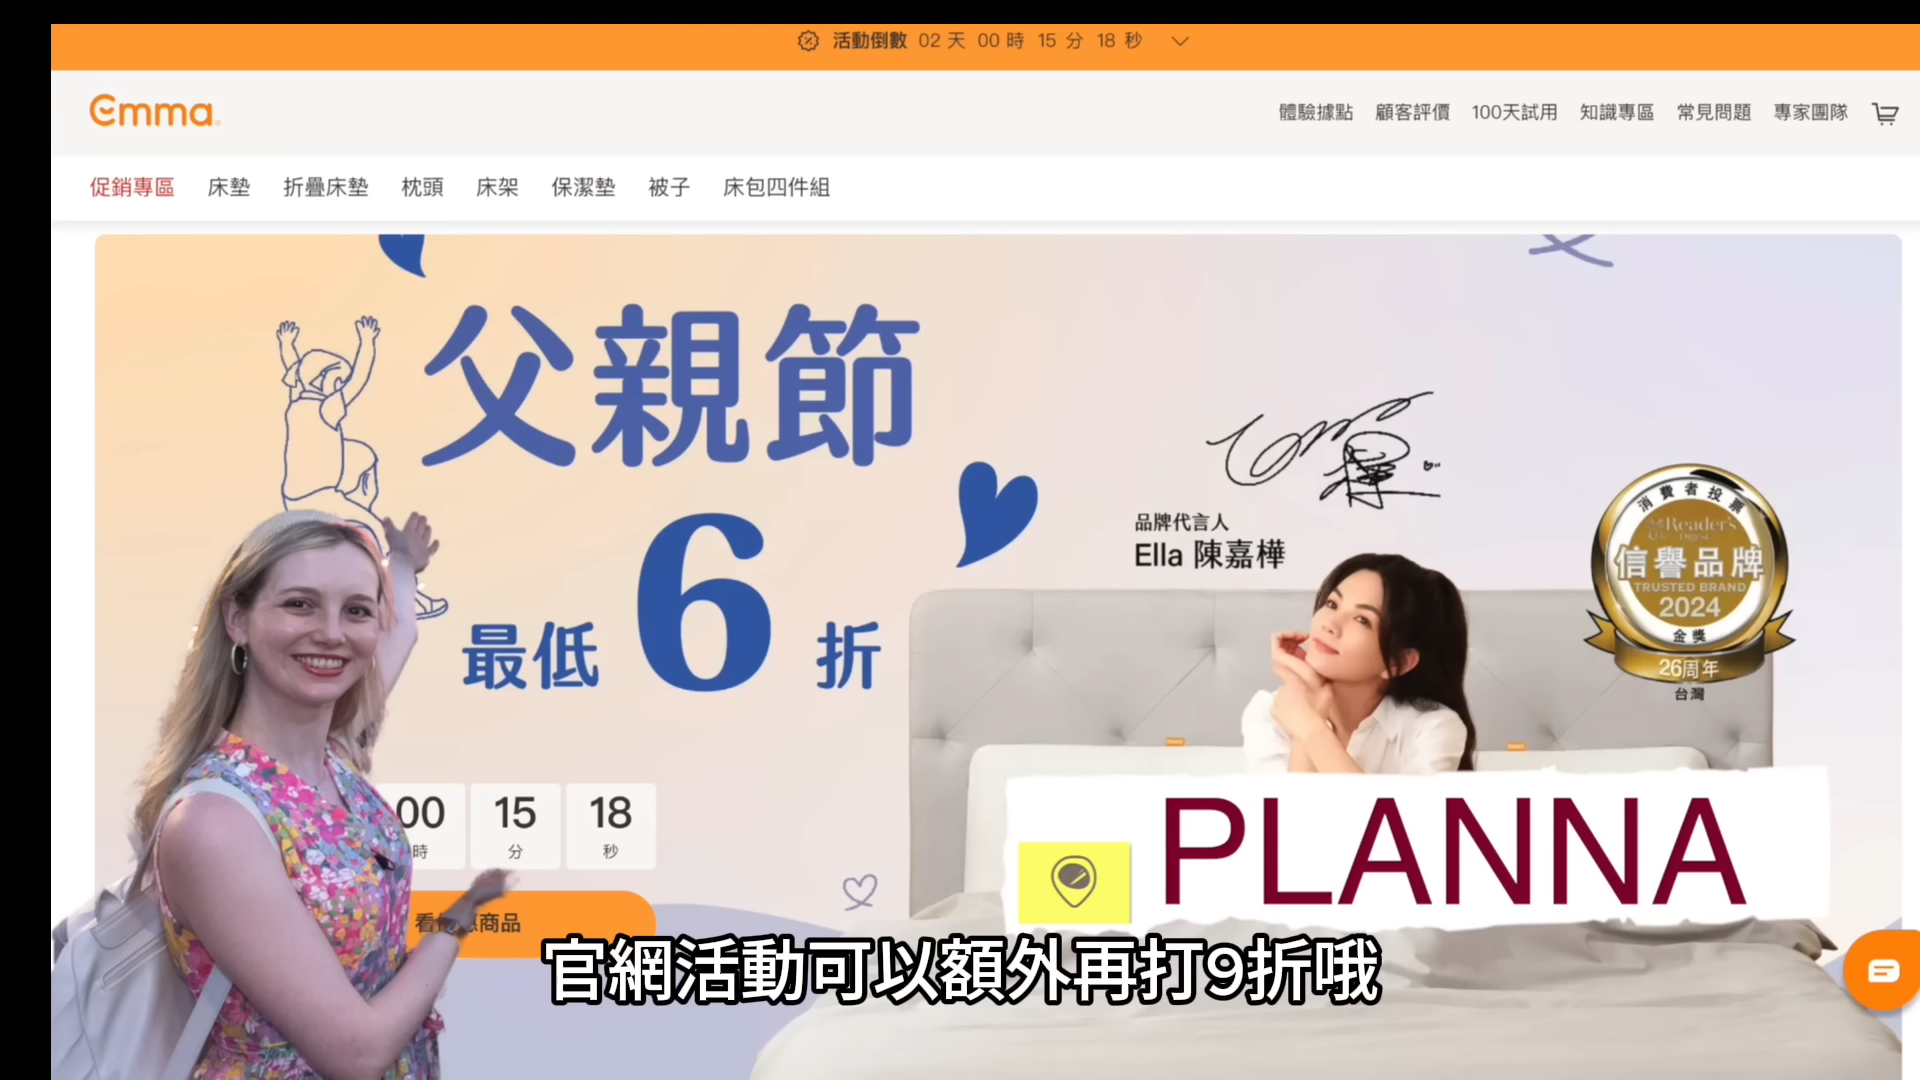 活動倒數 02 天 00 時 15 分 18 秒
Emma
體驗據點 顧客評價 100天試用 知識專區 常見問題 專家團隊
促銷專區 床墊 折疊床墊 枕頭 床架 保潔墊 被子 床包四件組
父親節
最低 6 折
品牌代言人
Ella 陳嘉樺
消費者投票
Reader's
Digest
信譽品牌
TRUSTED BRAND
2024
金獎
26周年
台灣
00 15 18
時 分 秒
PLANNA
商品
官網活動可以額外再打9折哦